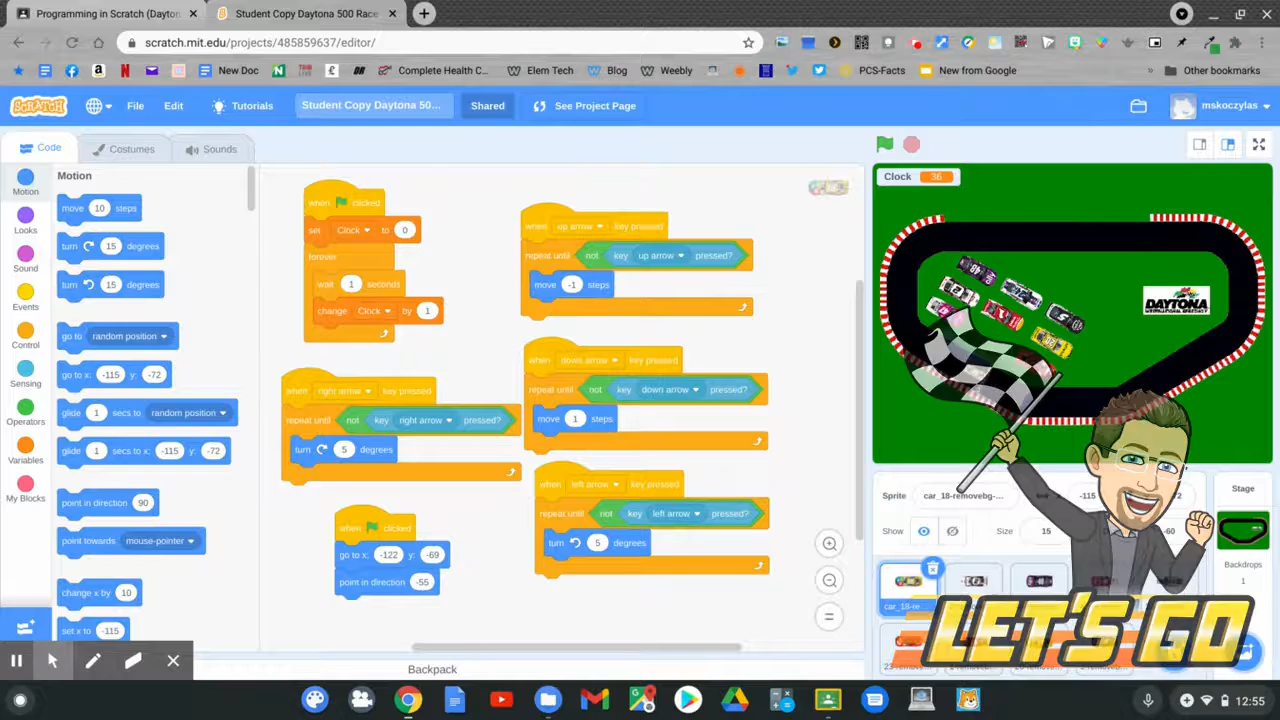 Programming in Scratch (Dayton
Student Copy Daytona 500 Race
scratch.mit.edu/projects/485859637/editor/
New Doc
Complete Health C...
Elem Tech
Blog
Weebly
PCS-Facts
New from Google
Other bookmarks
SCRATCH
File
Edit
Tutorials
Student Copy Daytona 50...
Shared
See Project Page
mskoczylas
Code
Costumes
Sounds
Motion
Looks
Sound
Events
Control
Sensing
Operators
Variables
My Blocks
Motion
move 10 steps
turn 15 degrees
turn 15 degrees
go to random position
go to x: -115 y: -72
glide 1 secs to random position
glide 1 secs to x: -115 y: -72
point in direction 90
point towards mouse-pointer
change x by 10
set x to -115
when clicked
set Clock to 0
forever
wait 1 seconds
change Clock by 1
when right arrow key pressed
repeat until not key right arrow pressed?
turn 5 degrees
when clicked
go to x: -122 y: -69
point in direction -55
when up arrow key pressed
repeat until not key up arrow pressed?
move -1 steps
when down arrow key pressed
repeat until not key down arrow pressed?
move 1 steps
when left arrow key pressed
repeat until not key left arrow pressed?
turn 5 degrees
Clock 36
DAYTONA
INTERNATIONAL SPEEDWAY
Sprite
car_18-removebg-...
-115
Show
Size
15
-60
Stage
Backdrops
1
car_18-re...
LET'S GO
Backpack
12:55